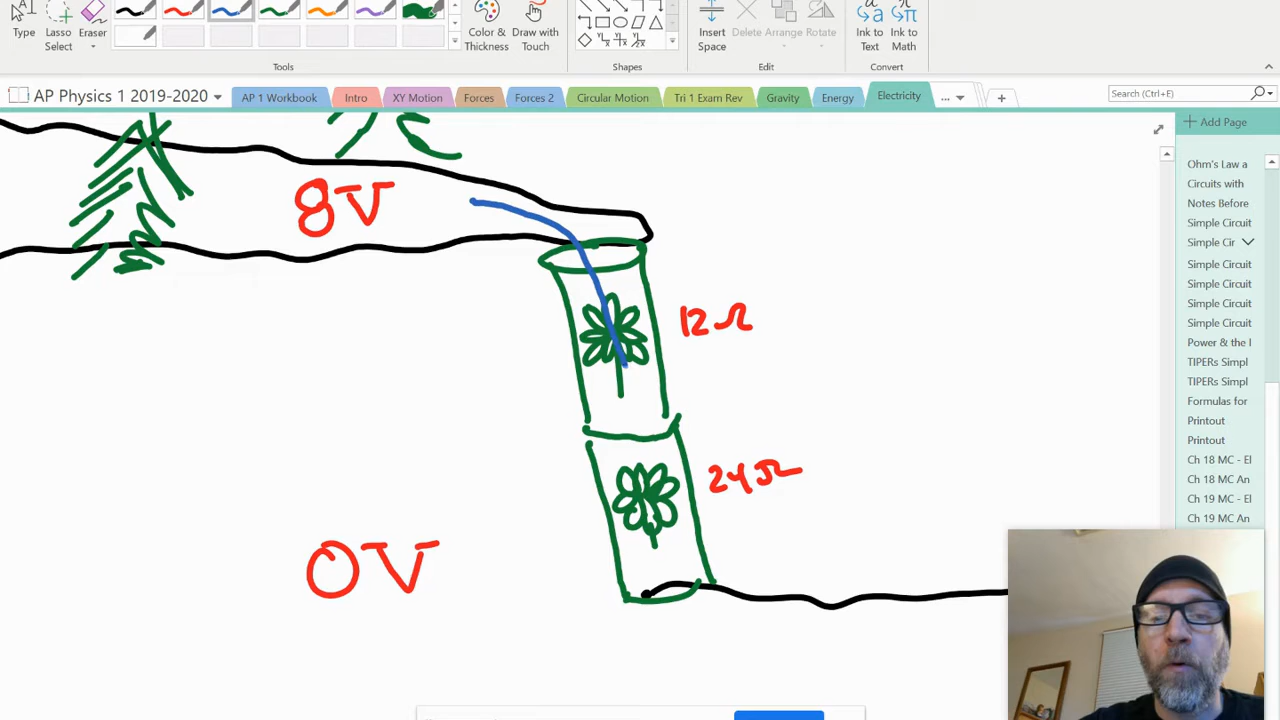 Type
Lasso
Select
Eraser
Color &
Thickness
Draw with
Touch
Insert
Space
Delete
Arrange
Rotate
Ink to
Text
Ink to
Math
Tools
Shapes
Edit
Convert
AP Physics 1 2019-2020
AP 1 Workbook
Intro
XY Motion
Forces
Forces 2
Circular Motion
Tri 1 Exam Rev
Gravity
Energy
Electricity
...
Search (Ctrl+E)
Add Page
Ohm's Law a
Circuits with
Notes Before
Simple Circuit
Simple Cir
Simple Circuit
Simple Circuit
Simple Circuit
Simple Circuit
Power & the I
TIPERs Simpl
TIPERs Simpl
Formulas for
Printout
Printout
Ch 18 MC - El
Ch 18 MC An
Ch 19 MC - El
Ch 19 MC An
8V
12Ω
24Ω
0V